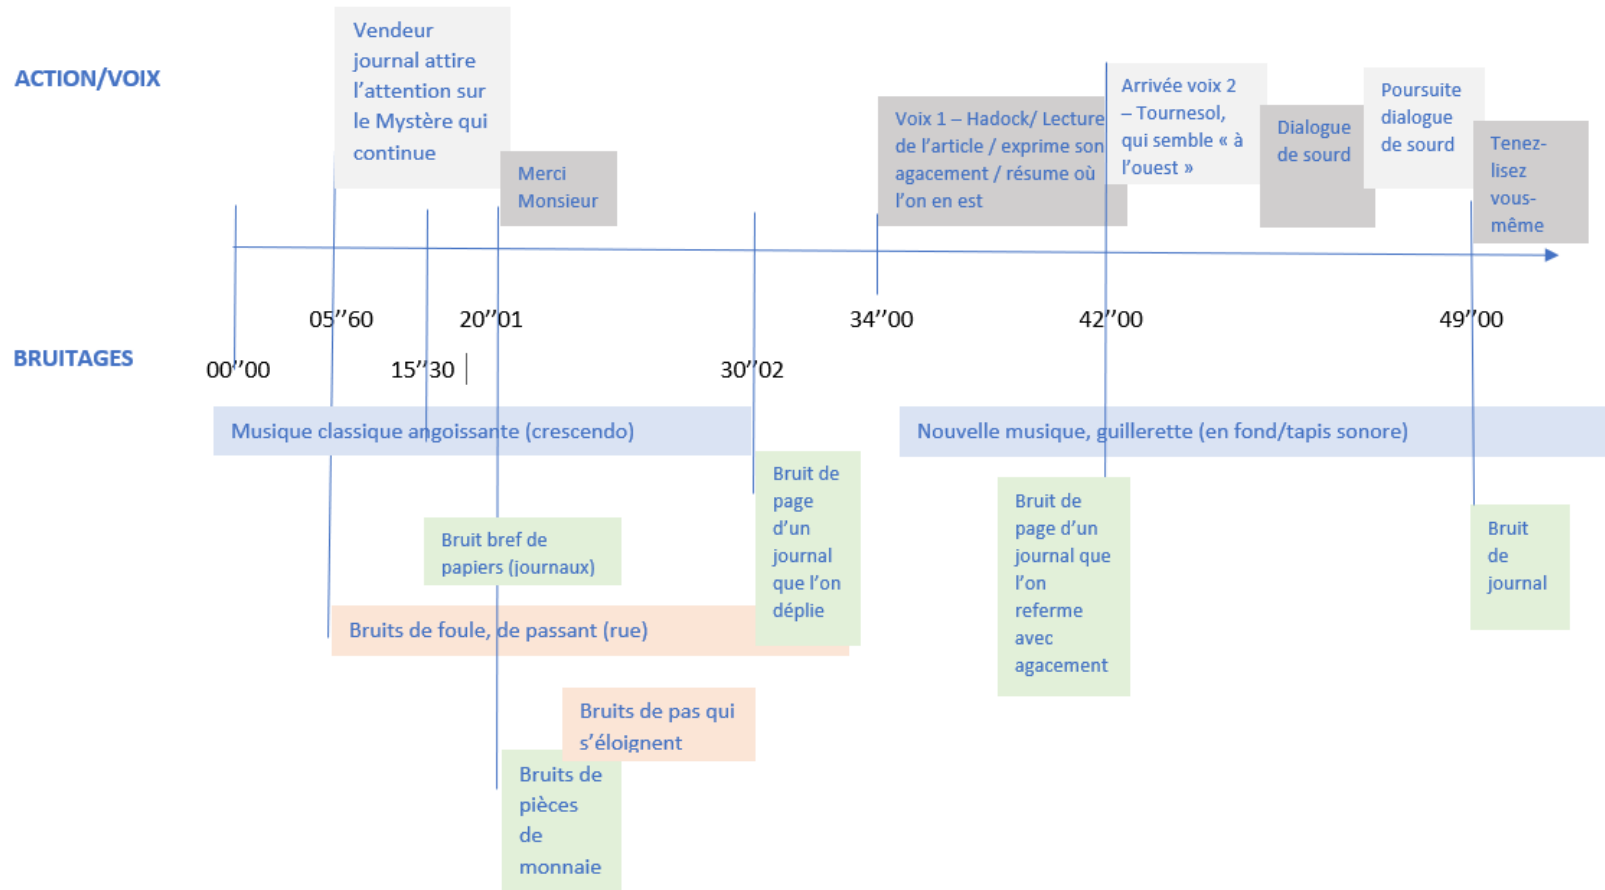 ACTION/VOIX
Vendeur
journal attire
l’attention sur
le Mystère qui
continue
Merci
Monsieur
Voix 1 – Hadock/ Lecture
de l’article / exprime son
agacement / résume où
l’on en est
Arrivée voix 2
– Tournesol,
qui semble « à
l’ouest »
Dialogue
de sourd
Poursuite
dialogue
de sourd
Tenez-
lisez
vous-
même
05’’60
20’’01
34’’00
42’’00
49’’00
BRUITAGES
00’’00
15’’30
30’’02
Musique classique angoissante (crescendo)
Nouvelle musique, guillerette (en fond/tapis sonore)
Bruit de
page
d’un
journal
que l’on
déplie
Bruit de
page d’un
journal que
l’on
referme
avec
agacement
Bruit
de
journal
Bruit bref de
papiers (journaux)
Bruits de foule, de passant (rue)
Bruits de pas qui
s’éloignent
Bruits de
pièces
de
monnaie